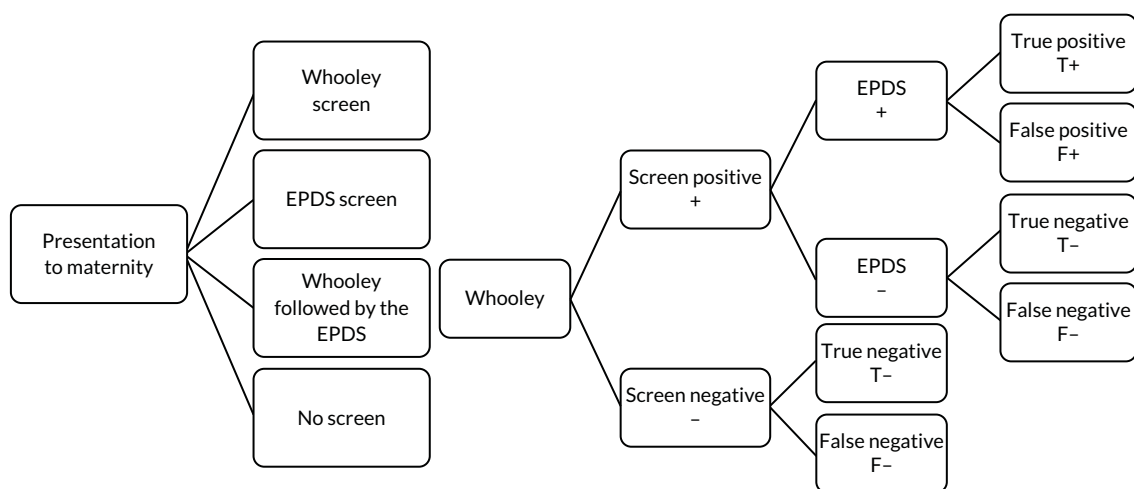 Presentation
to maternity
Whooley
screen
EPDS screen
Whooley
followed by the
EPDS
No screen
Whooley
Screen positive
+
Screen negative
–
EPDS
+
EPDS
–
True positive
T+
False positive
F+
True negative
T–
False negative
F–
True negative
T–
False negative
F–